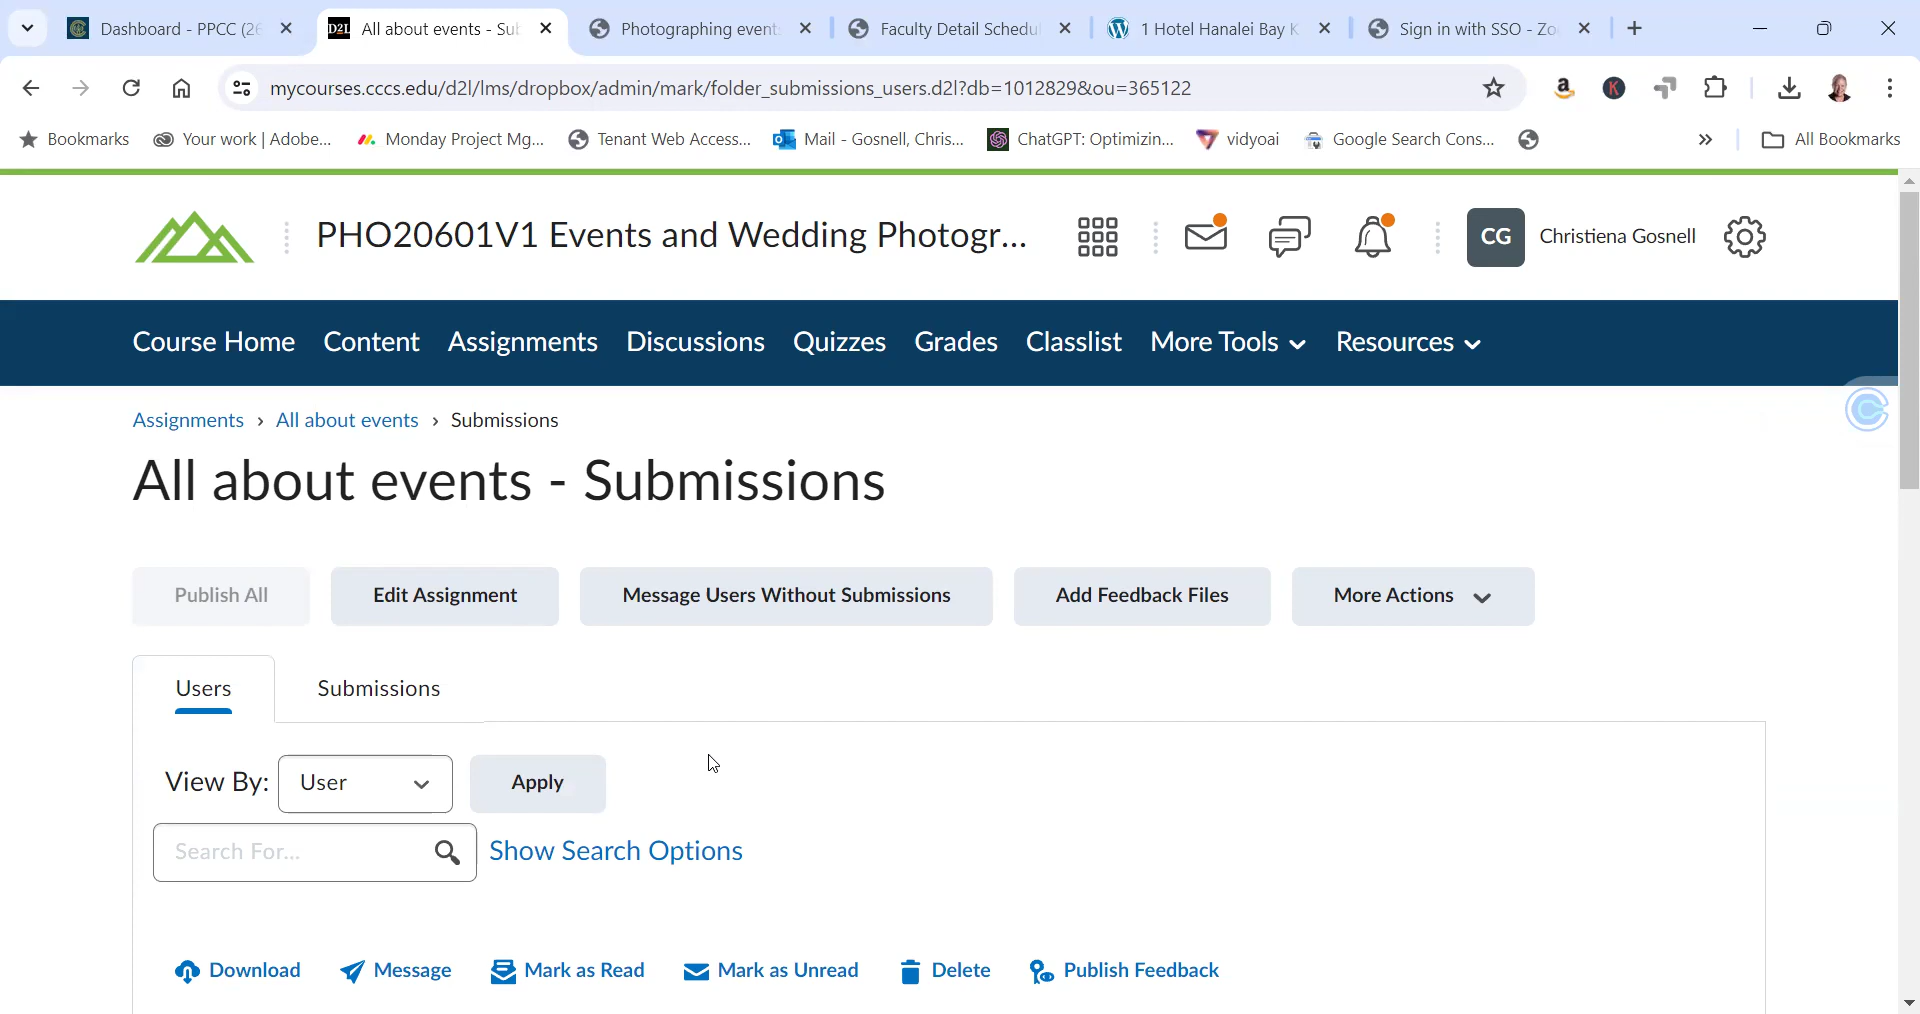 Dashboard - PPCC (26
D2L All about events - Sub
Photographing event
Faculty Detail Schedul
1 Hotel Hanalei Bay K
Sign in with SSO - Zoo
mycourses.cccs.edu/d2l/lms/dropbox/admin/mark/folder_submissions_users.d2l?db=1012829&ou=365122
Bookmarks
Your work | Adobe...
Monday Project Mg...
Tenant Web Access...
Mail - Gosnell, Chris...
ChatGPT: Optimizin...
vidyoai
Google Search Cons...
All Bookmarks
PHO20601V1 Events and Wedding Photogr...
CG Christiena Gosnell
Course Home Content Assignments Discussions Quizzes Grades Classlist More Tools Resources
Assignments › All about events › Submissions
All about events - Submissions
Publish All Edit Assignment Message Users Without Submissions Add Feedback Files More Actions
Users Submissions
View By: User Apply
Search For... Show Search Options
Download Message Mark as Read Mark as Unread Delete Publish Feedback